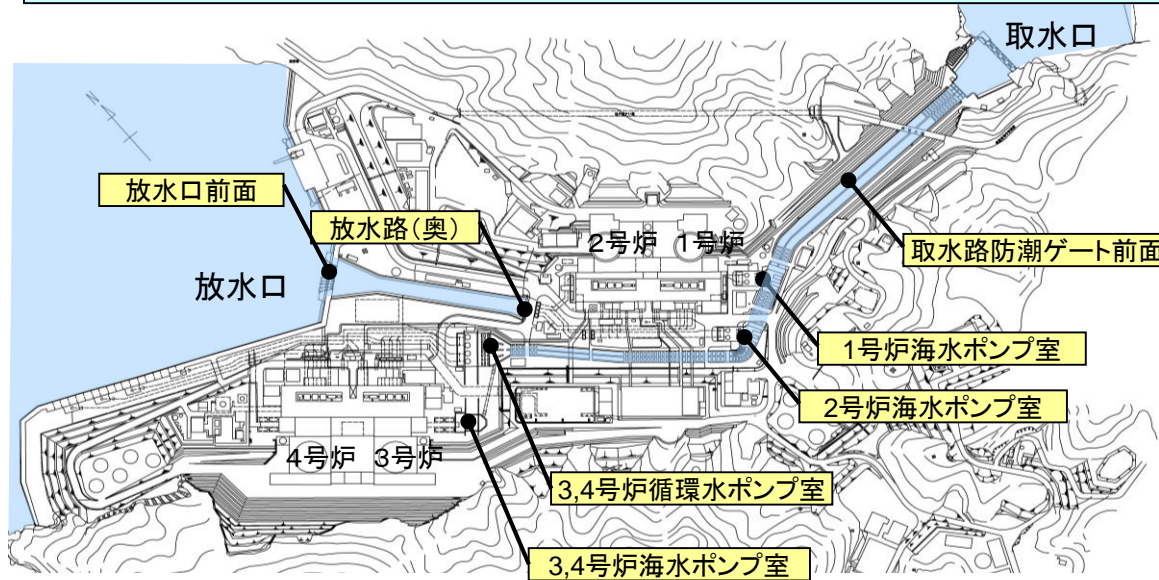 取水口
放水口前面
放水路(奥)
2号炉
1号炉
取水路防潮ゲート前面
放水口
1号炉海水ポンプ室
2号炉海水ポンプ室
4号炉
3号炉
3,4号炉循環水ポンプ室
3,4号炉海水ポンプ室